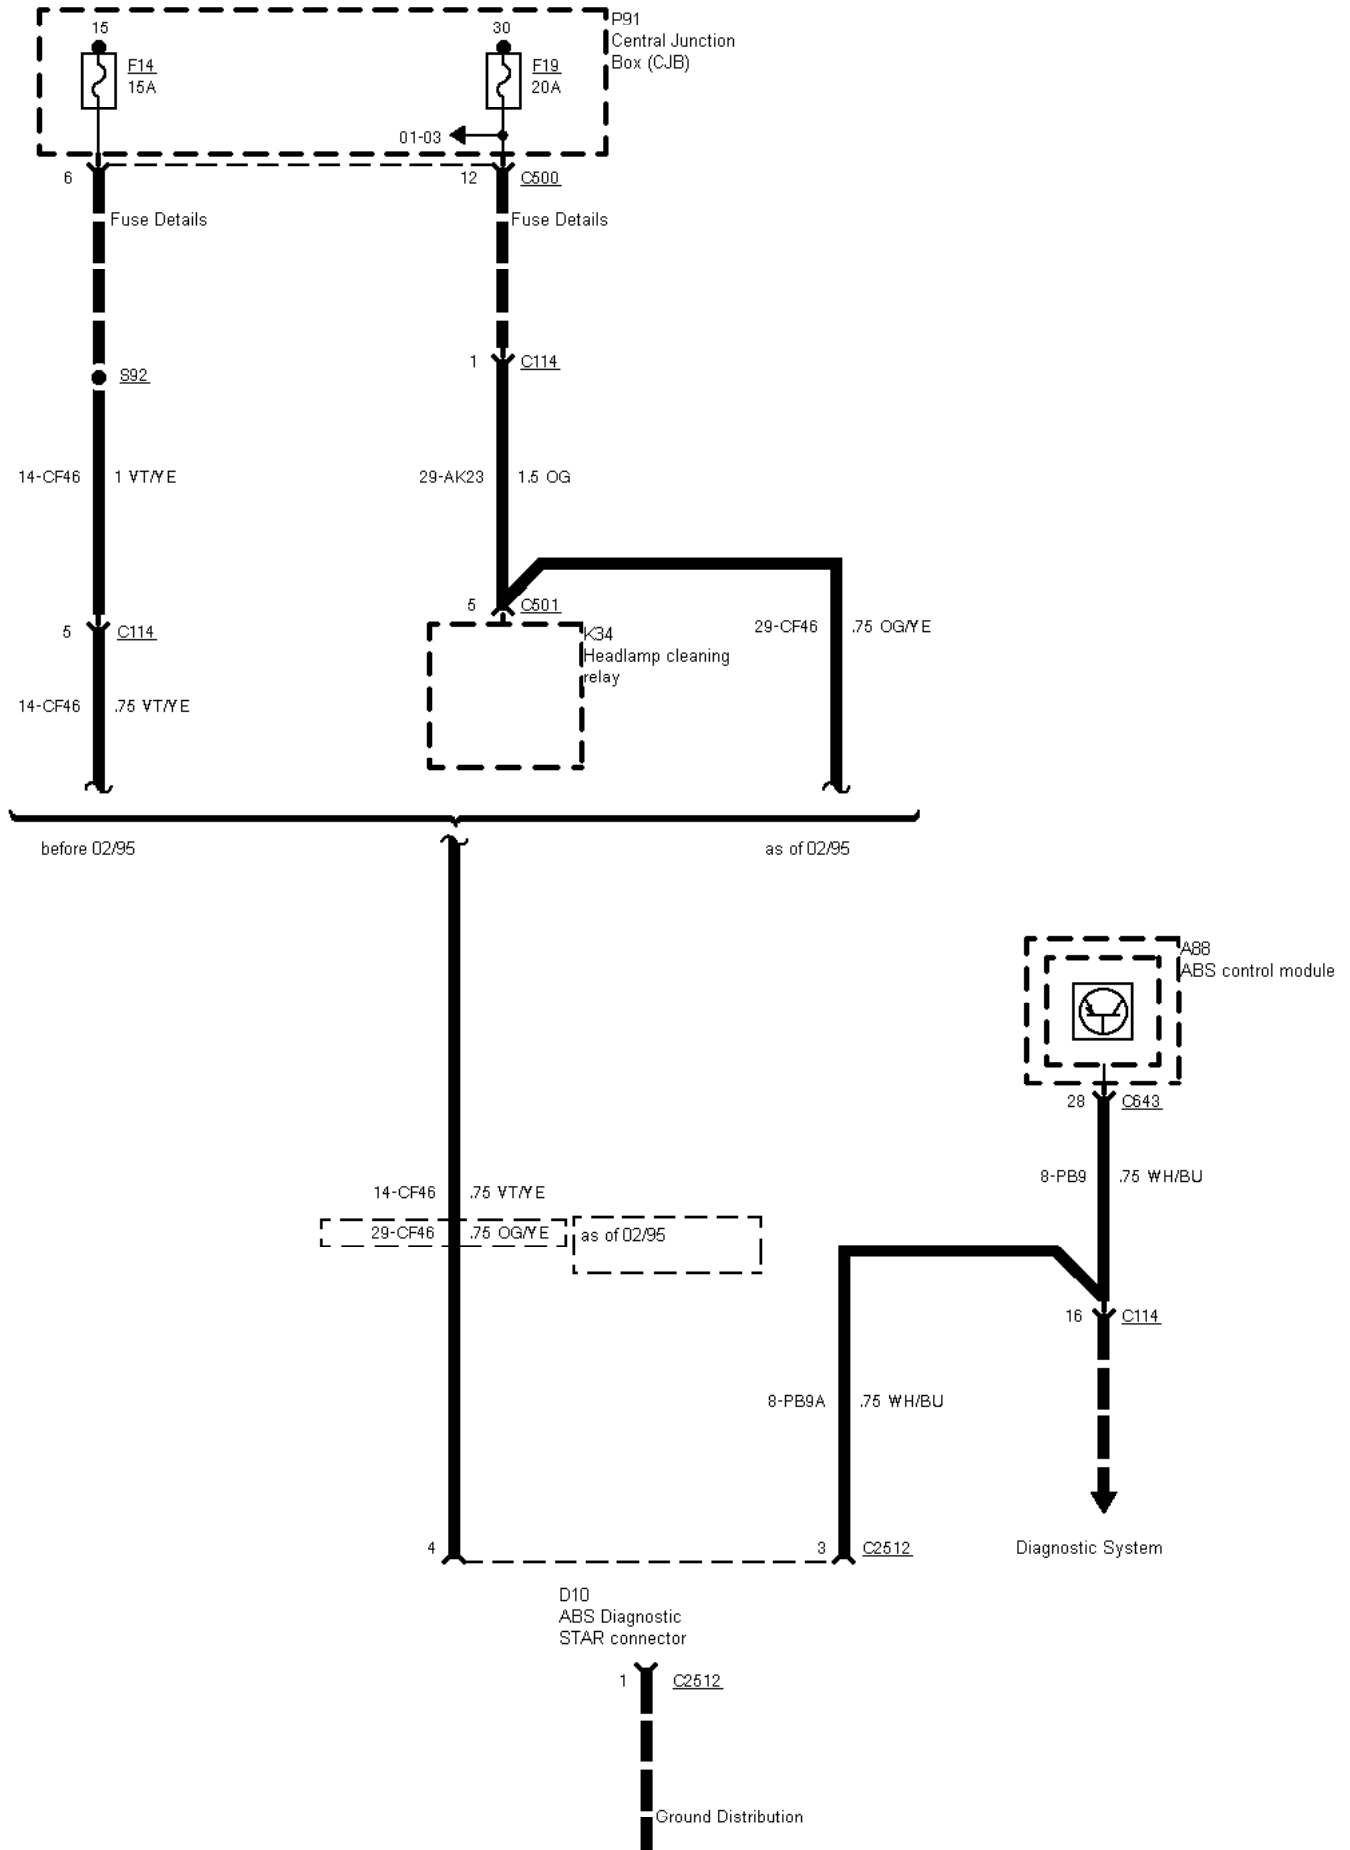 15
30
P91
Central Junction
Box (CJB)
F14
15A
F19
20A
01-03
6
12
C500
Fuse Details
Fuse Details
1
C114
S92
14-CF46
1 VT/YE
29-AK23
1.5 OG
5
C501
5
C114
K34
Headlamp cleaning
relay
29-CF46
.75 OG/YE
14-CF46
.75 VT/YE
before 02/95
as of 02/95
A88
ABS control module
28
C643
8-PB9
.75 WH/BU
14-CF46
.75 VT/YE
29-CF46
.75 OG/YE
as of 02/95
16
C114
8-PB9A
.75 WH/BU
4
3
C2512
Diagnostic System
D10
ABS Diagnostic
STAR connector
1
C2512
Ground Distribution